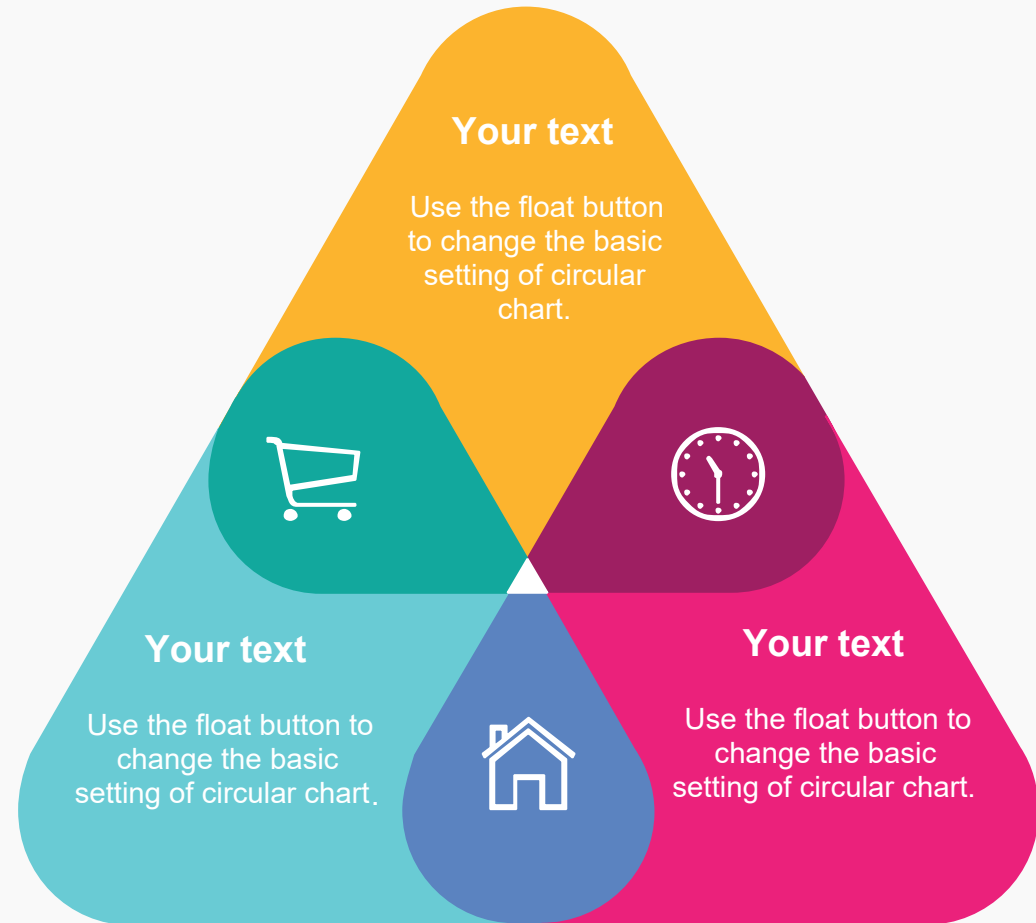 Your text
Use the float button
to change the basic
setting of circular
chart.
Your text
Use the float button to
change the basic
setting of circular chart.
Your text
Use the float button to
change the basic
setting of circular chart.